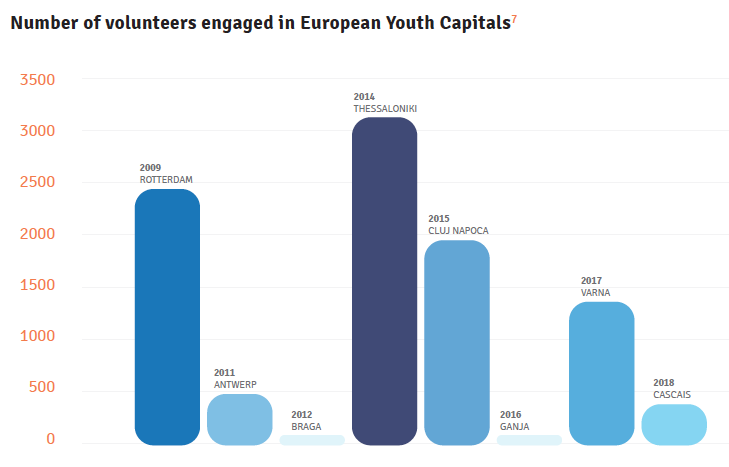 Number of volunteers engaged in European Youth Capitals7
3500
3000
2500
2000
1500
1000
500
0
2009
ROTTERDAM
2011
ANTWERP
2012
BRAGA
2014
THESSALONIKI
2015
CLUJ NAPOCA
2016
GANJA
2017
VARNA
2018
CASCAIS